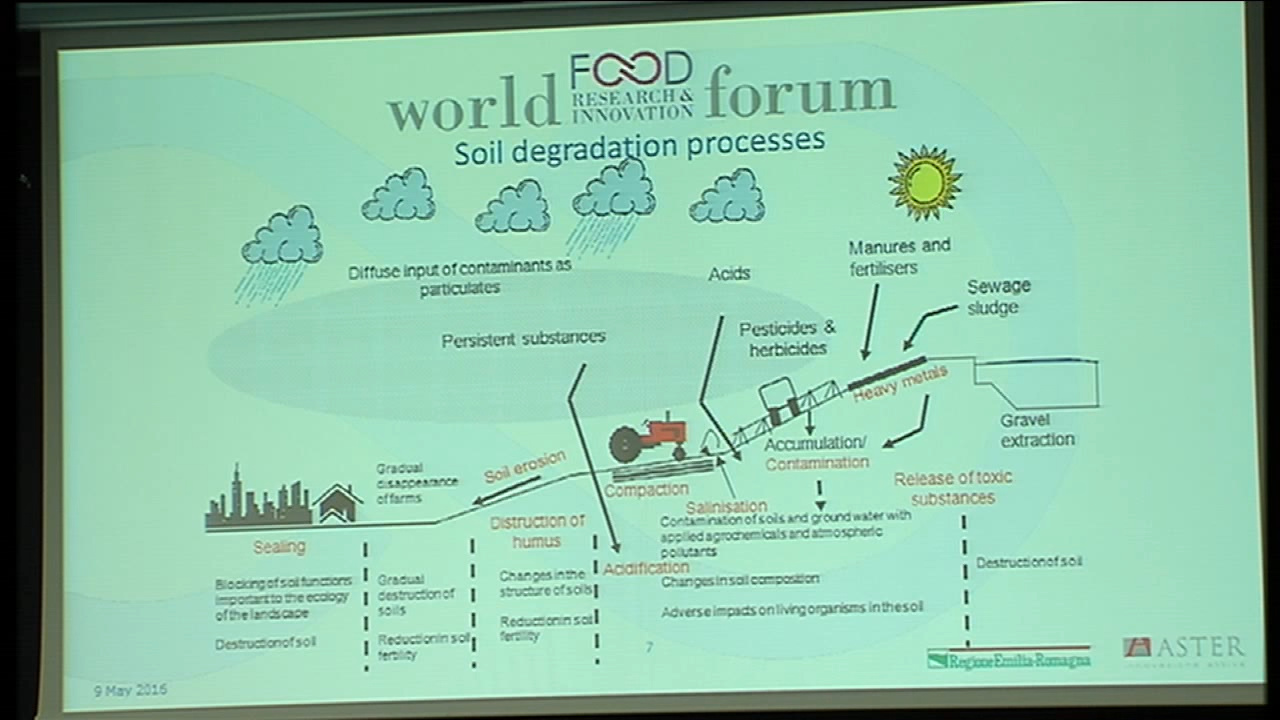 world FOOD RESEARCH & INNOVATION forum
Soil degradation processes
Diffuse input of contaminants as
particulates
Acids
Manures and
fertilisers
Sewage
sludge
Persistent substances
Pesticides &
herbicides
Heavy metals
Gravel
extraction
Accumulation/
Contamination
Gradual
disappearance
of farms
Soil erosion
Compaction
Salinisation
Release of toxic
substances
Sealing
Distruction of
humus
Acidification
Contamination of soils and ground water with
applied agrochemicals and atmospheric
pollutants
Blocking of soil functions
important to the ecology
of the landscape
Destruction of soil
Gradual
destruction of
soils
Reduction in soil
fertility
Changes in the
structure of soils
Reduction in soil
fertility
Changes in soil composition
Adverse impacts on living organisms in the soil
Destruction of soil
7
9 May 2016
RegioneEmilia-Romagna
ASTER